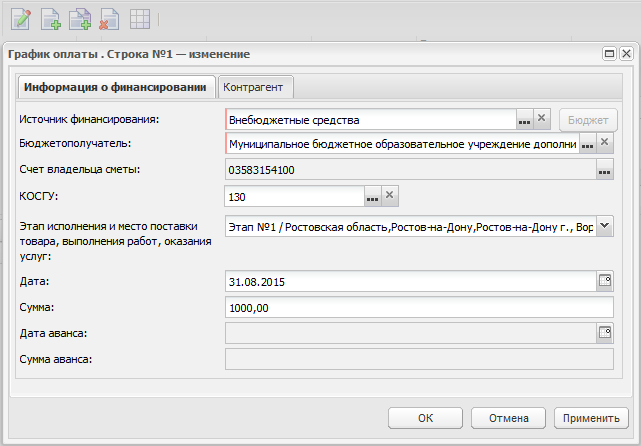 График оплаты . Строка №1 — изменение
Информация о финансировании Контрагент
Источник финансирования: Внебюджетные средства ... Бюджет
Бюджетополучатель: Муниципальное бюджетное образовательное учреждение дополни ...
Счет владельца сметы: 03583154100 ...
КОСГУ: 130 ...
Этап исполнения и место поставки Этап №1 / Ростовская область,Ростов-на-Дону,Ростов-на-Дону г., Вор
товара, выполнения работ, оказания
услуг:
Дата: 31.08.2015
Сумма: 1000,00
Дата аванса:
Сумма аванса:
ОК Отмена Применить